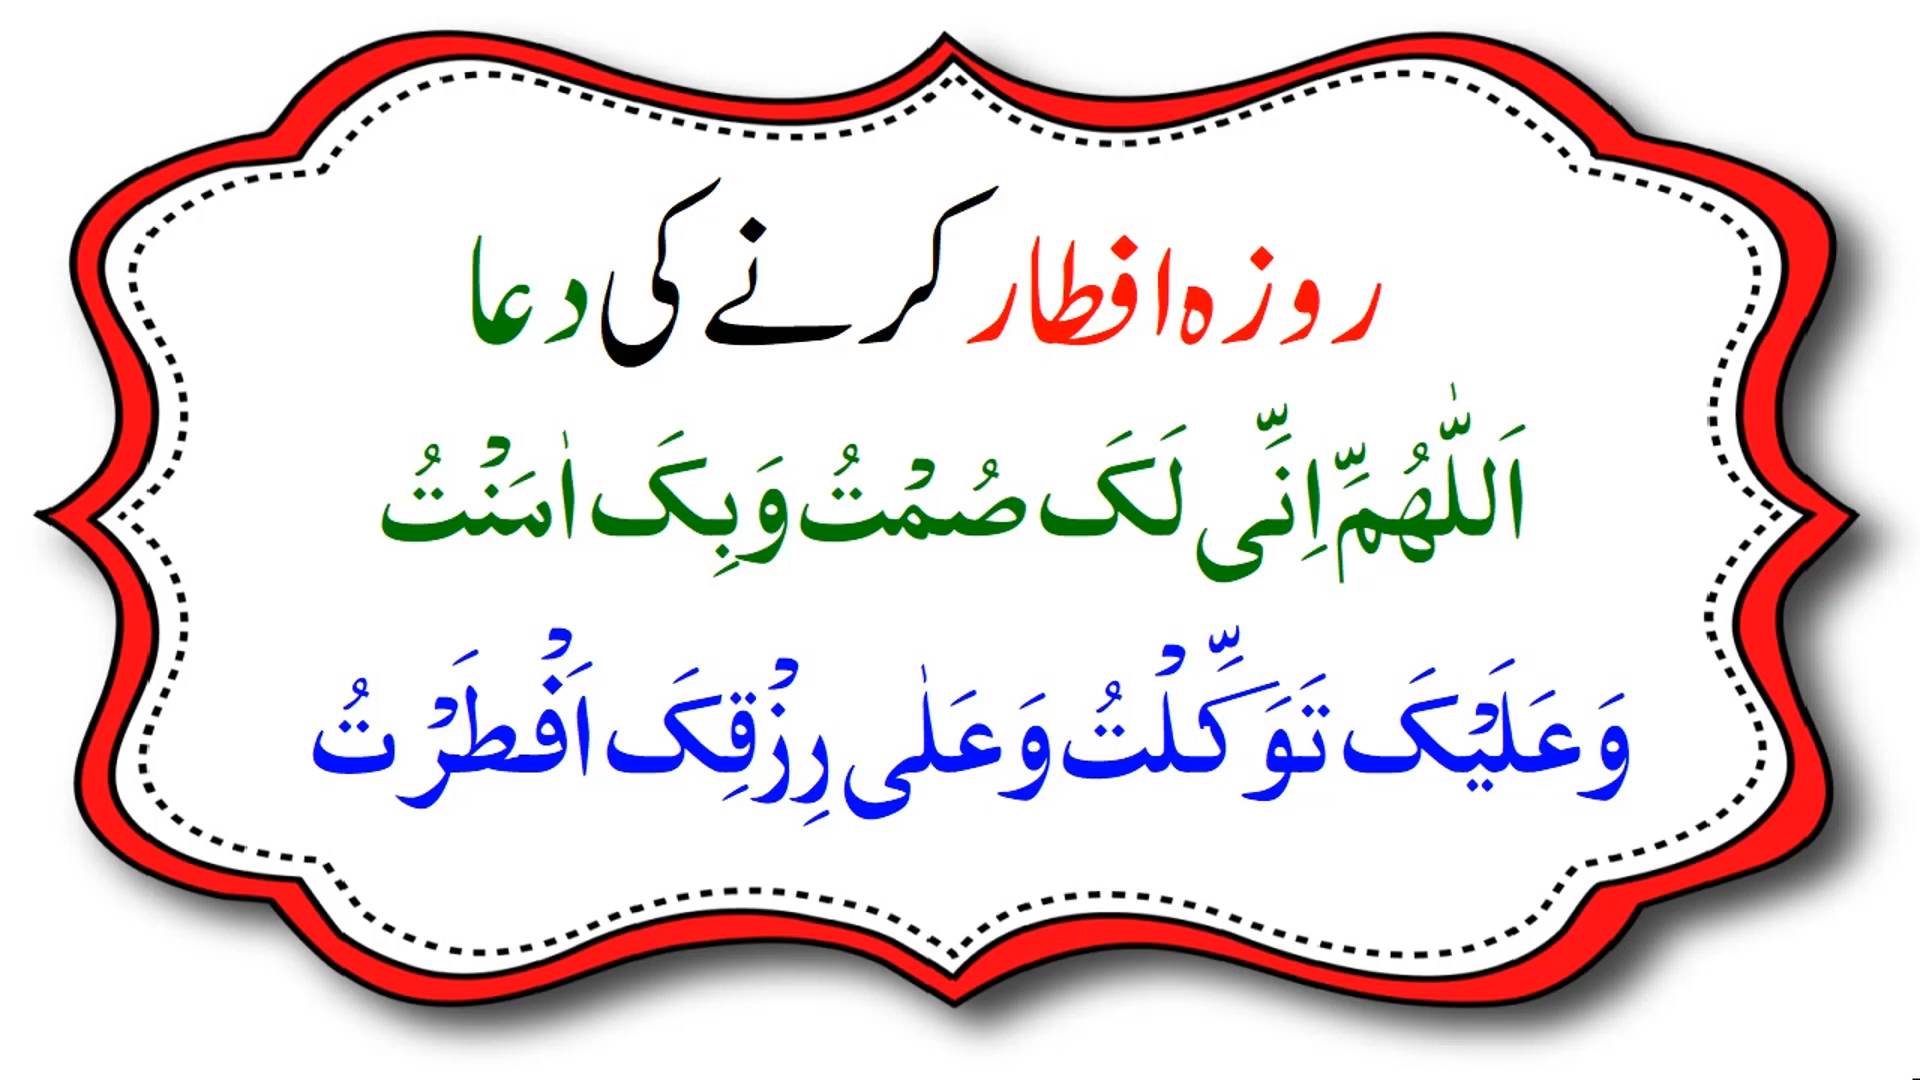 روزہ افطار کرنے کی دعا
اَللّٰھُمِّ اِنِّی لَکَ صُمْتُ وَبِکَ اٰمَنْتُ
وَعَلَیْکَ تَوَکِّلْتُ وَعَلٰی رِزْقِکَ اَفْطَرْتُ